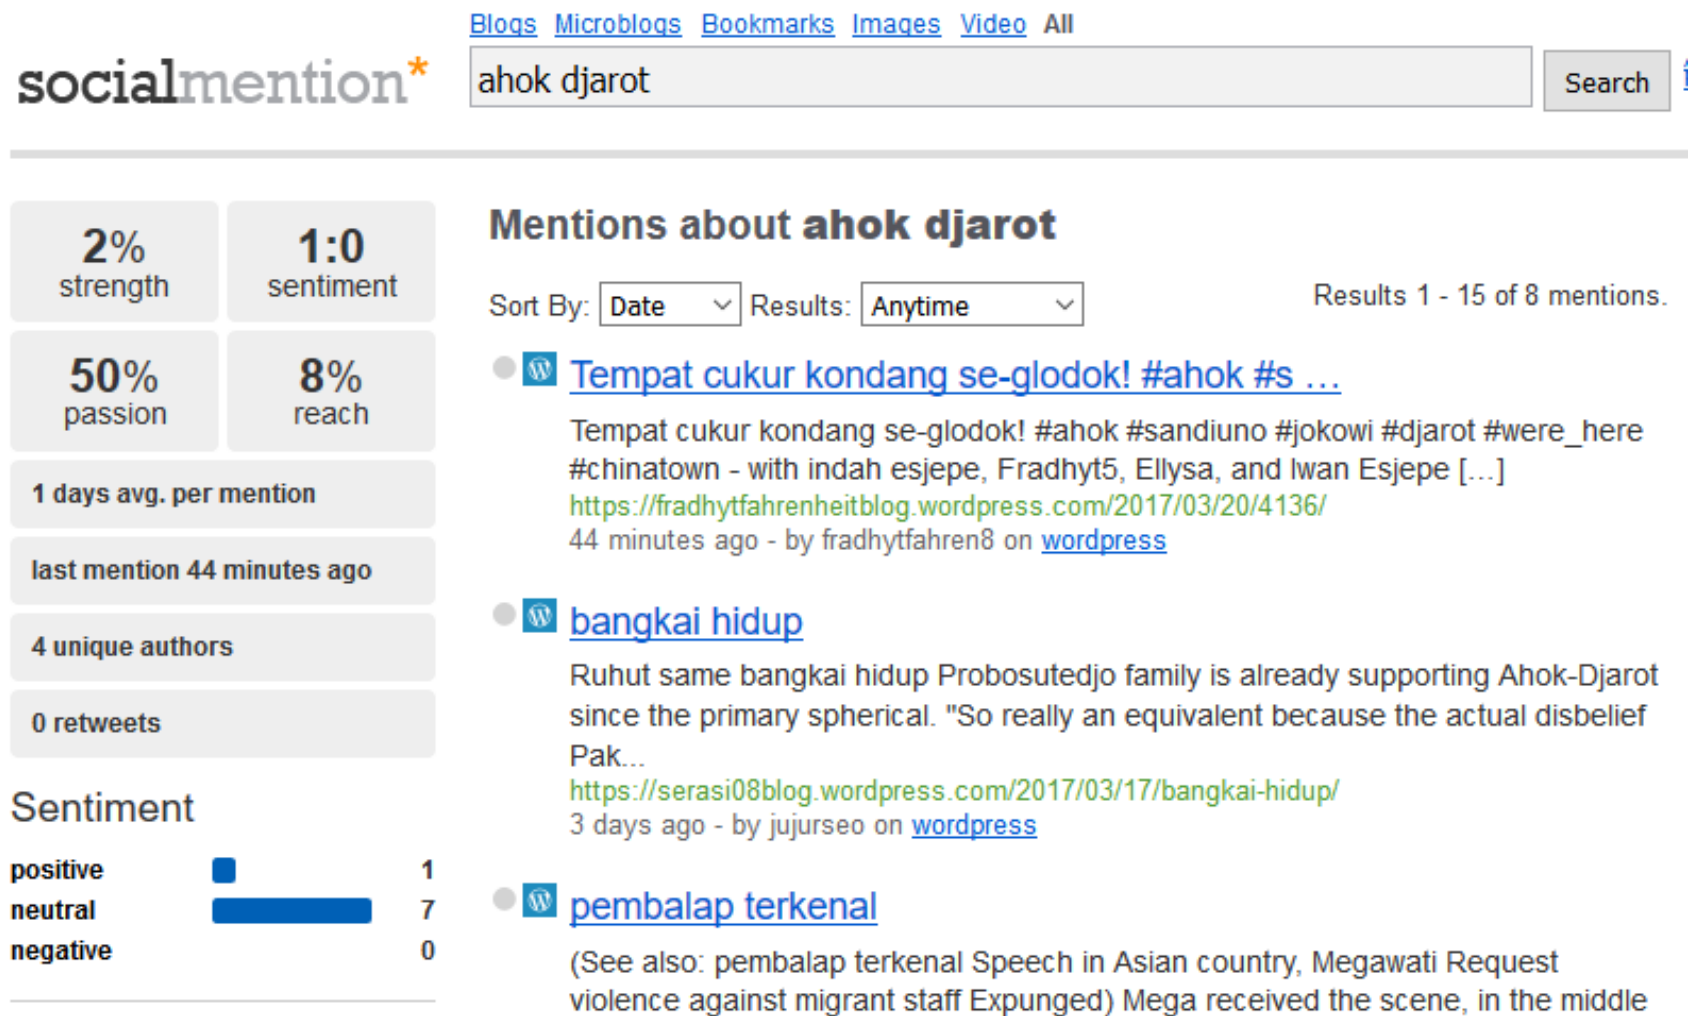 Blogs Microblogs Bookmarks Images Video All
socialmention*
ahok djarot
Search
2%
strength
1:0
sentiment
50%
passion
8%
reach
1 days avg. per mention
last mention 44 minutes ago
4 unique authors
0 retweets
Sentiment
positive 1
neutral 7
negative 0
Mentions about ahok djarot
Sort By: Date Results: Anytime
Results 1 - 15 of 8 mentions.
Tempat cukur kondang se-glodok! #ahok #s ...
Tempat cukur kondang se-glodok! #ahok #sandiuno #jokowi #djarot #were_here
#chinatown - with indah esjepe, Fradhyt5, Ellysa, and Iwan Esjepe [...]
https://fradhytfahrenheitblog.wordpress.com/2017/03/20/4136/
44 minutes ago - by fradhytfahren8 on wordpress
bangkai hidup
Ruhut same bangkai hidup Probosutedjo family is already supporting Ahok-Djarot
since the primary spherical. "So really an equivalent because the actual disbelief
Pak...
https://serasi08blog.wordpress.com/2017/03/17/bangkai-hidup/
3 days ago - by jujurseo on wordpress
pembalap terkenal
(See also: pembalap terkenal Speech in Asian country, Megawati Request
violence against migrant staff Expunged) Mega received the scene, in the middle